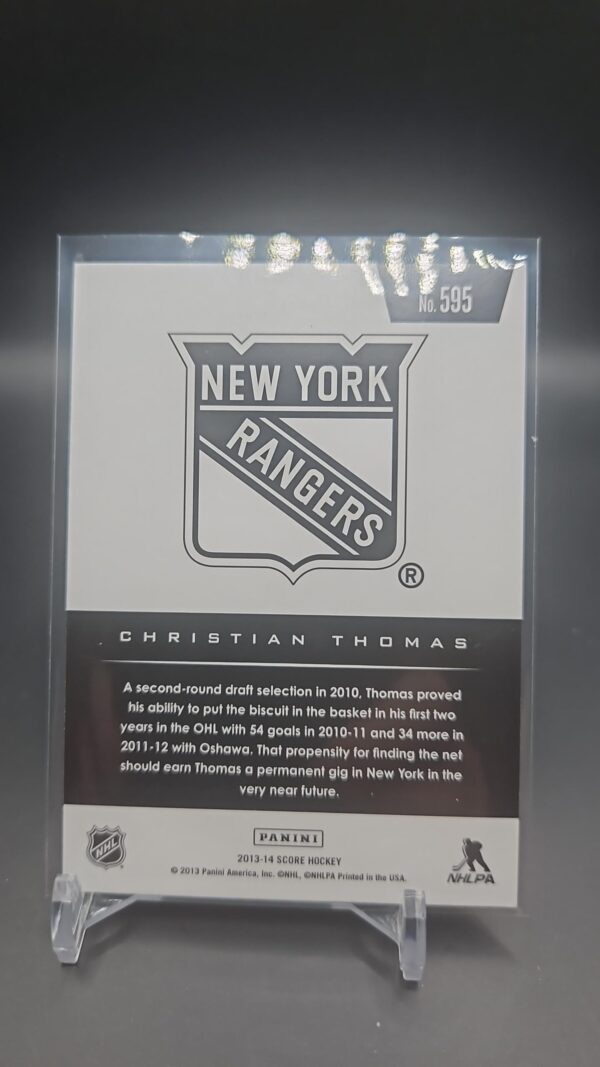 No. 595
NEW YORK
RANGERS
®
CHRISTIAN THOMAS
A second-round draft selection in 2010, Thomas proved
his ability to put the biscuit in the basket in his first two
years in the OHL with 54 goals in 2010-11 and 34 more in
2011-12 with Oshawa. That propensity for finding the net
should earn Thomas a permanent gig in New York in the
very near future.
NHL
PANINI
2013-14 SCORE HOCKEY
© 2013 Panini America, Inc. ©NHL, ©NHLPA Printed in the USA.
NHLPA